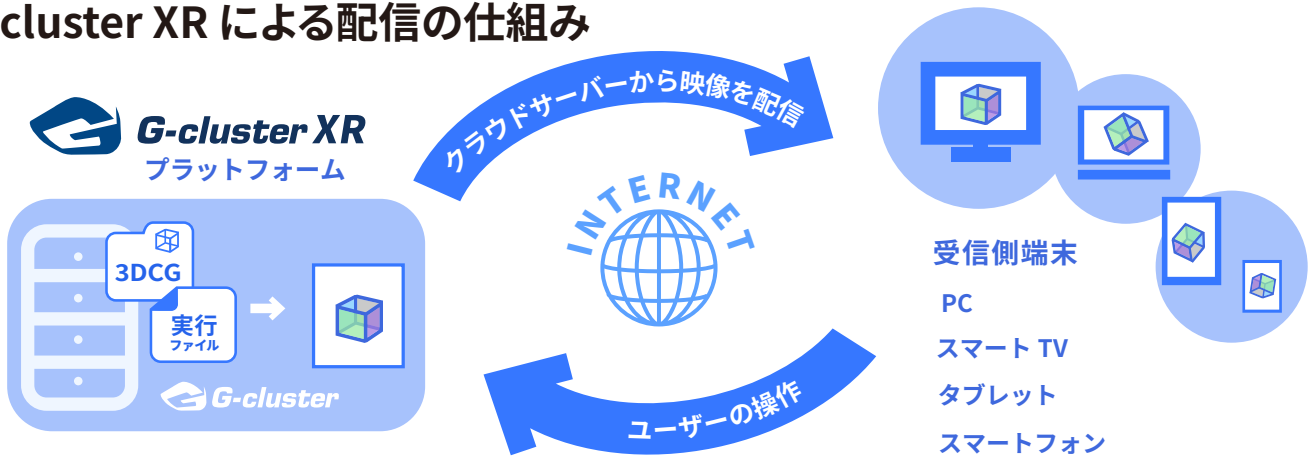 cluster XR による配信の仕組み
G-cluster XR
プラットフォーム
3DCG
実行
ファイル
G-cluster
クラウドサーバーから映像を配信
INTERNET
ユーザーの操作
受信側端末
PC
スマート TV
タブレット
スマートフォン